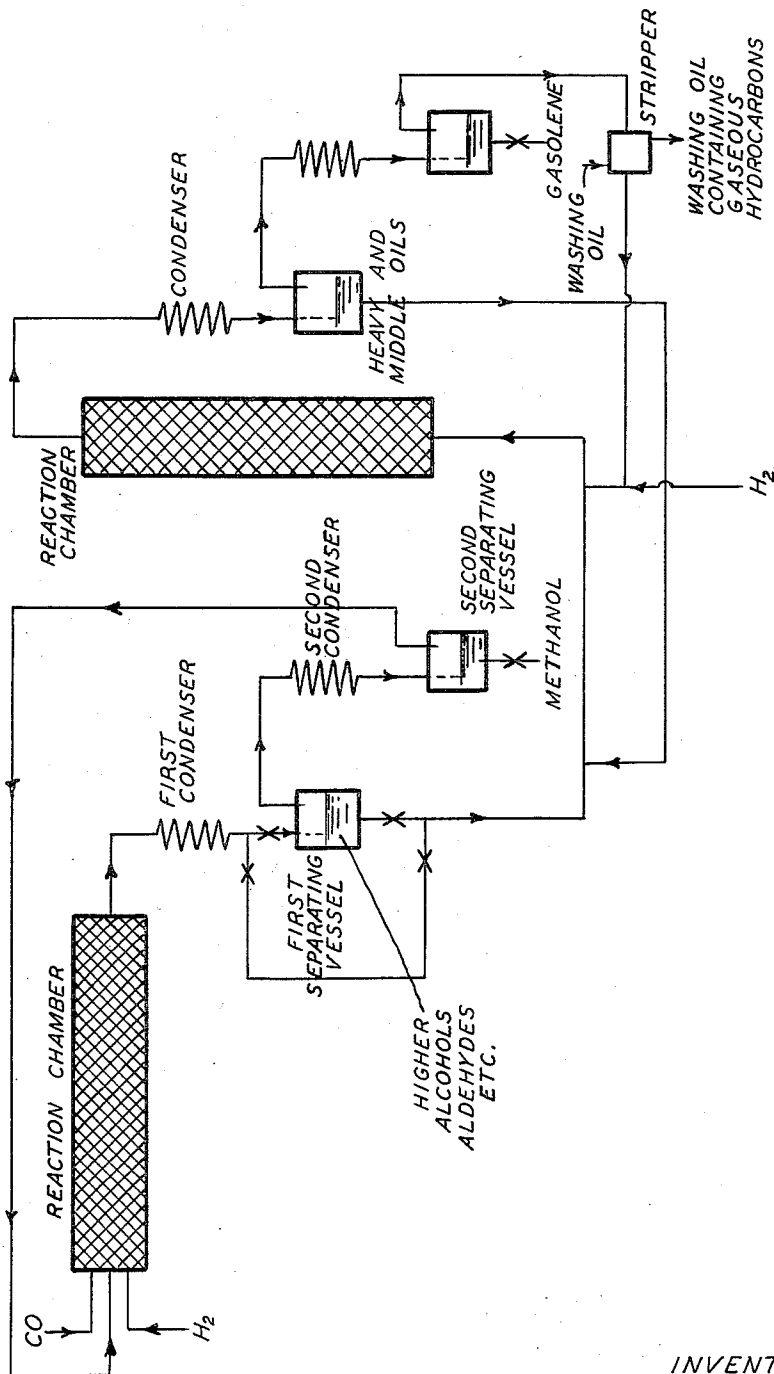 CO
H2
REACTION CHAMBER
FIRST
CONDENSER
FIRST
SEPARATING
VESSEL
HIGHER
ALCOHOLS
ALDEHYDES
ETC.
SECOND
CONDENSER
SECOND
SEPARATING
VESSEL
METHANOL
REACTION
CHAMBER
CONDENSER
HEAVY AND
MIDDLE OILS
GASOLENE
WASHING
OIL
STRIPPER
WASHING OIL
CONTAINING
GASEOUS
HYDROCARBONS
H2
INVENT